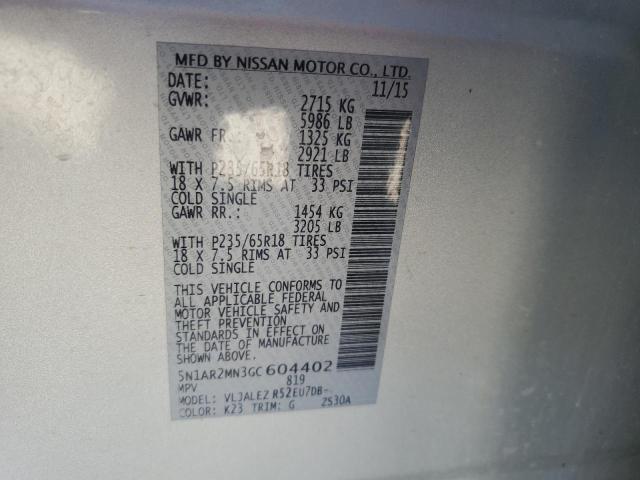 MFD BY NISSAN MOTOR CO., LTD.
DATE: 11/15
GVWR: 2715 KG
5986 LB
GAWR FR.: 1325 KG
2921 LB
WITH P235/65R18 TIRES
18 X 7.5 RIMS AT 33 PSI
COLD SINGLE
GAWR RR.: 1454 KG
3205 LB
WITH P235/65R18 TIRES
18 X 7.5 RIMS AT 33 PSI
COLD SINGLE
THIS VEHICLE CONFORMS TO
ALL APPLICABLE FEDERAL
MOTOR VEHICLE SAFETY AND
THEFT PREVENTION
STANDARDS IN EFFECT ON
THE DATE OF MANUFACTURE
SHOWN ABOVE.
5N1AR2MN3GC604402
MPV 819
MODEL: VLJALEZ R52EU7DB-
COLOR: K23 TRIM: G 2S30A